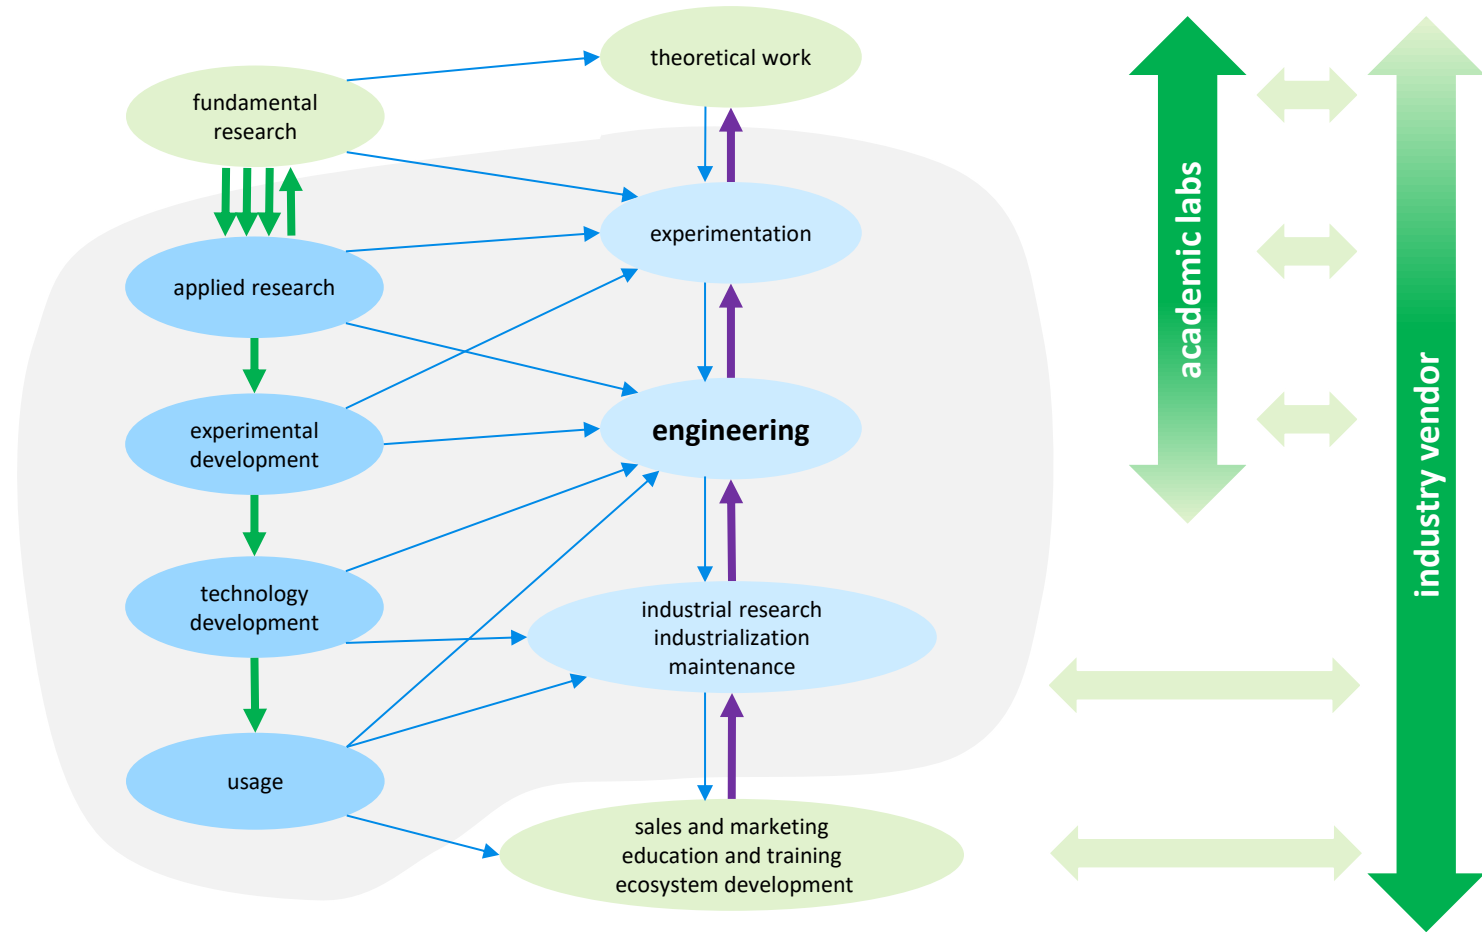 theoretical work
fundamental
research
experimentation
applied research
experimental
development
engineering
technology
development
industrial research
industrialization
maintenance
usage
sales and marketing
education and training
ecosystem development
academic labs
industry vendor